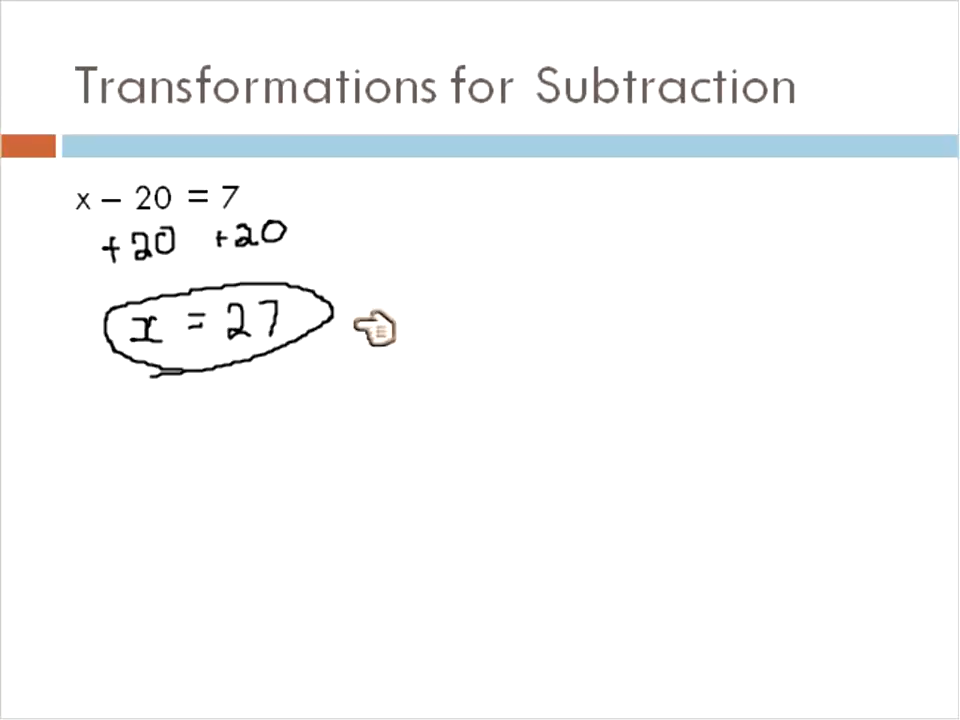 Transformations for Subtraction
x – 20 = 7
+20 +20
x = 27